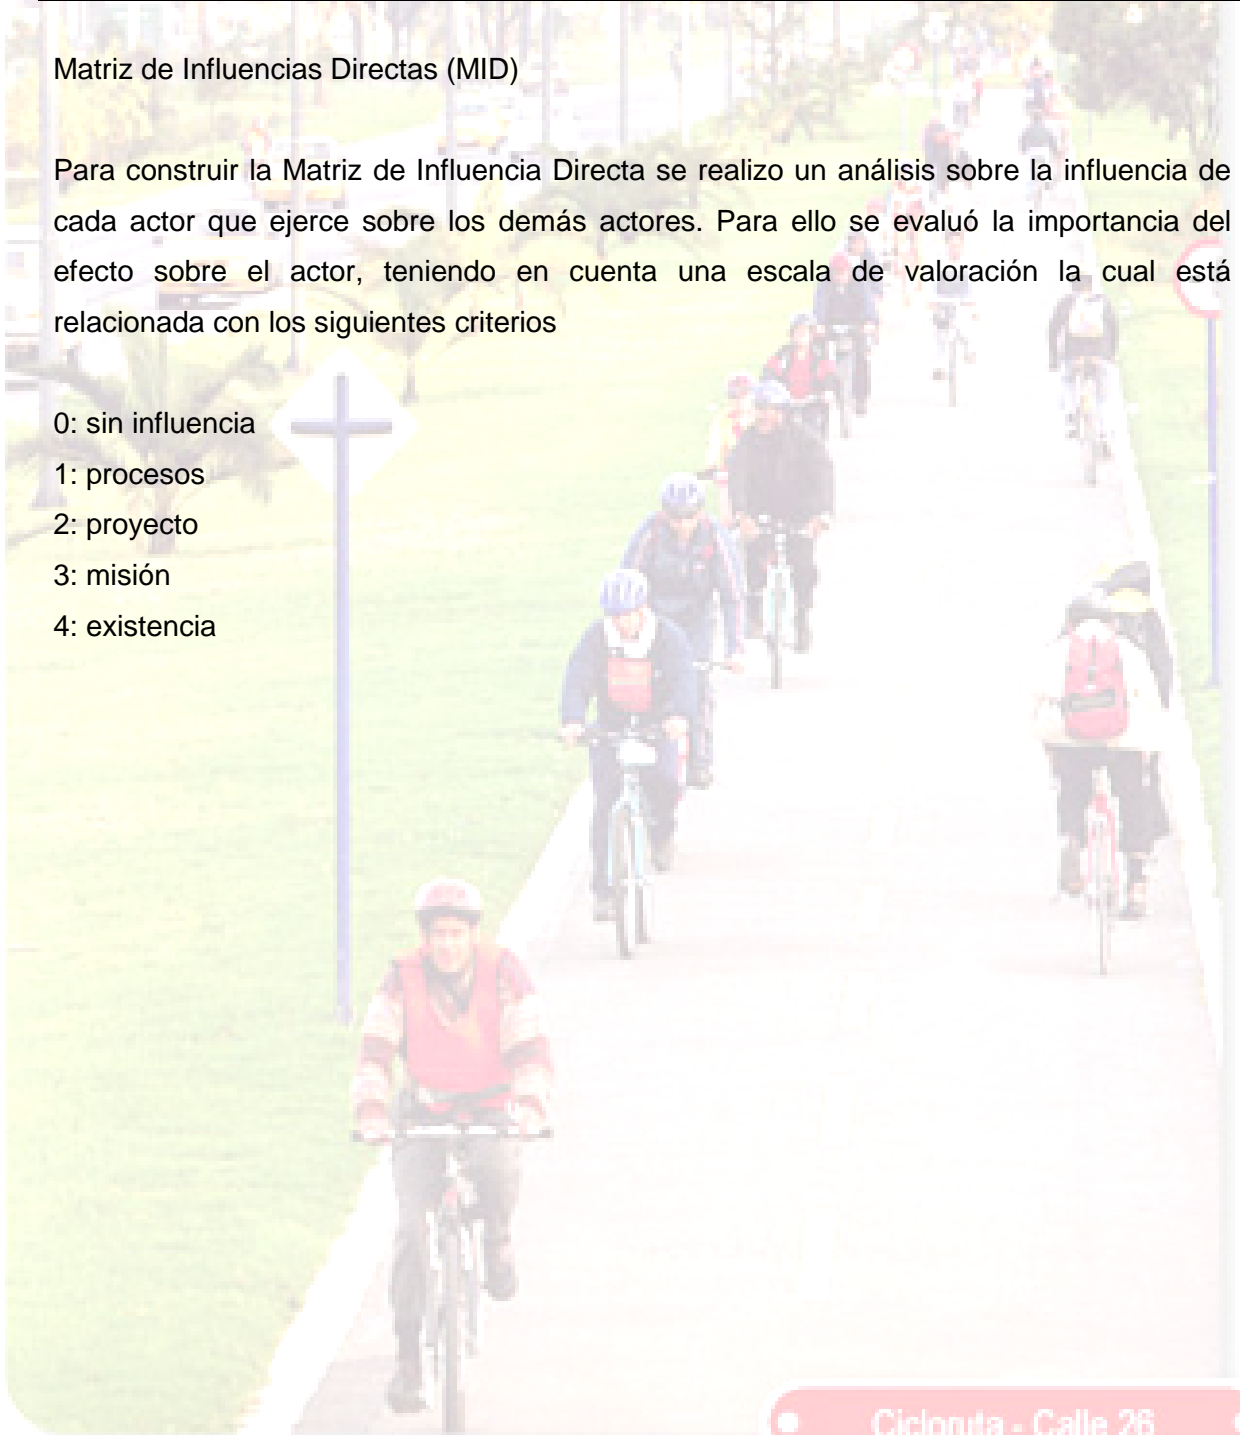 Matriz de Influencias Directas (MID)
Para construir la Matriz de Influencia Directa se realizo un análisis sobre la influencia de
cada actor que ejerce sobre los demás actores. Para ello se evaluó la importancia del
efecto sobre el actor, teniendo en cuenta una escala de valoración la cual está
relacionada con los siguientes criterios
0: sin influencia
1: procesos
2: proyecto
3: misión
4: existencia
Cicloruta - Calle 26